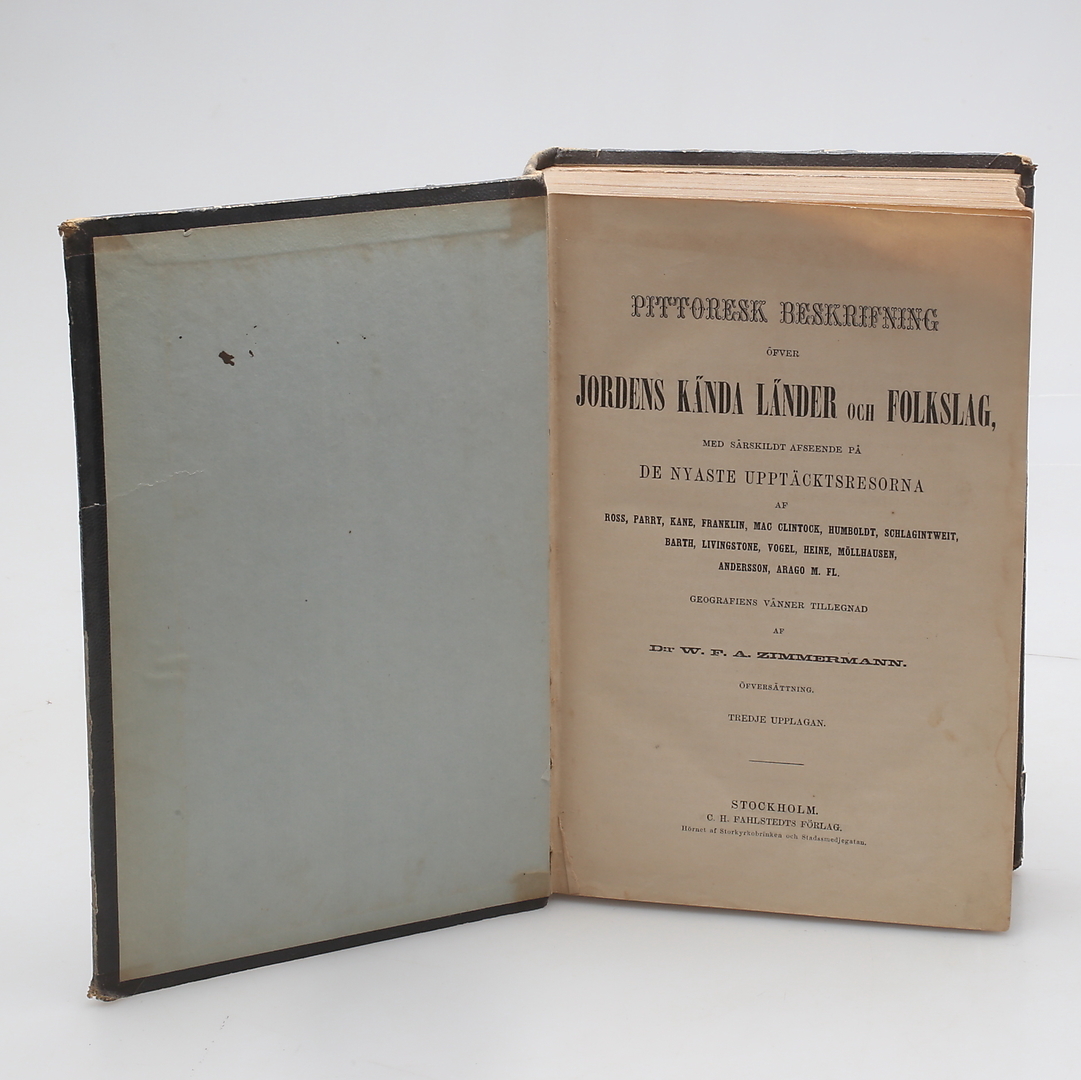 PITTORESK BESKRIFNING
ÖFVER
JORDENS KÄNDA LÄNDER OCH FOLKSLAG,
MED SÄRSKILDT AFSEENDE PÅ
DE NYASTE UPPTÄCKTSRESORNA
AF
ROSS, PARRY, KANE, FRANKLIN, MAC CLINTOCK, HUMBOLDT, SCHLAGINTWEIT,
BARTH, LIVINGSTONE, VOGEL, HEINE, MÖLLHAUSEN,
ANDERSSON, ARAGO M. FL.
GEOGRAFIENS VÄNNER TILLEGNAD
AF
D:r W. F. A. ZIMMERMANN.
ÖFVERSÄTTNING.
TREDJE UPPLAGAN.
STOCKHOLM.
C. H. FAHLSTEDTS FÖRLAG.
Hörnet af Storkyrkobrinken och Stadssmedjegatan.